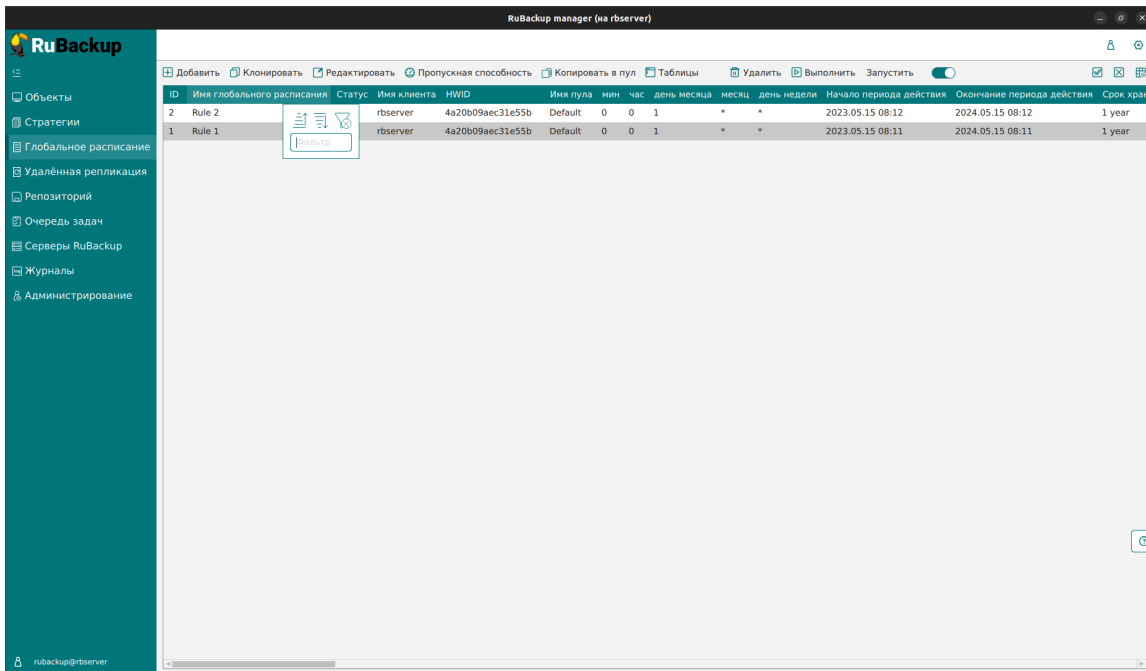 RuBackup manager (на rbserver)
RuBackup
Добавить Клонировать Редактировать Пропускная способность Копировать в пул Таблицы Удалить Выполнить Запустить
Объекты
Стратегии
Глобальное расписание
Удалённая репликация
Репозиторий
Очередь задач
Серверы RuBackup
Журналы
Администрирование
ID Имя глобального расписания Статус Имя клиента HWID Имя пула мин час день месяца месяц день недели Начало периода действия Окончание периода действия Срок хран
2 Rule 2 rbserver 4a20b09aec31e55b Default 0 0 1 * * 2023.05.15 08:12 2024.05.15 08:12 1 year
1 Rule 1 rbserver 4a20b09aec31e55b Default 0 0 1 * * 2023.05.15 08:11 2024.05.15 08:11 1 year
Фильтр
rubackup@rbserver